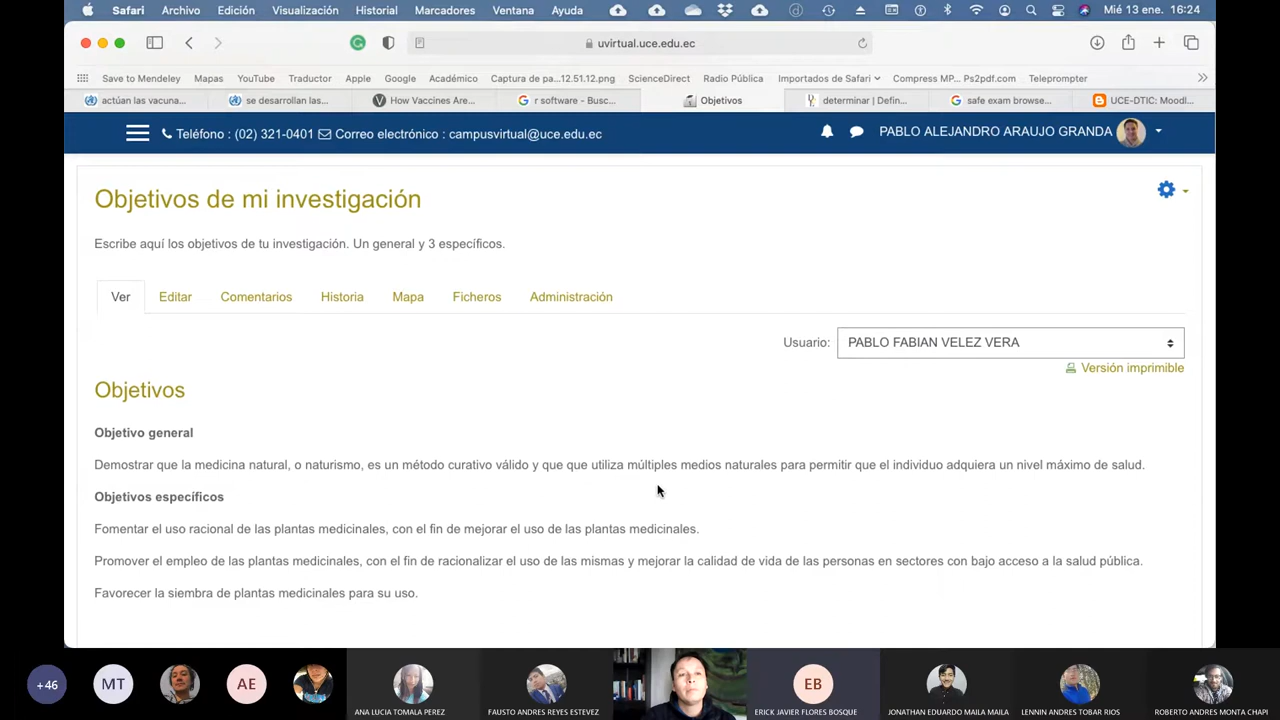 Safari Archivo Edición Visualización Historial Marcadores Ventana Ayuda Mié 13 ene. 16:24
uvirtual.uce.edu.ec
Save to Mendeley Mapas YouTube Traductor Apple Google Académico Captura de pa...12.51.12.png ScienceDirect Radio Pública Importados de Safari Compress MP... Ps2pdf.com Teleprompter
actúan las vacuna... se desarrollan las... How Vaccines Are... r software - Busc... Objetivos determinar | Defin... safe exam browse... UCE-DTIC: Moodl...
Teléfono : (02) 321-0401 Correo electrónico : campusvirtual@uce.edu.ec PABLO ALEJANDRO ARAUJO GRANDA
Objetivos de mi investigación
Escribe aquí los objetivos de tu investigación. Un general y 3 específicos.
Ver Editar Comentarios Historia Mapa Ficheros Administración
Usuario: PABLO FABIAN VELEZ VERA
Versión imprimible
Objetivos
Objetivo general
Demostrar que la medicina natural, o naturismo, es un método curativo válido y que que utiliza múltiples medios naturales para permitir que el individuo adquiera un nivel máximo de salud.
Objetivos específicos
Fomentar el uso racional de las plantas medicinales, con el fin de mejorar el uso de las plantas medicinales.
Promover el empleo de las plantas medicinales, con el fin de racionalizar el uso de las mismas y mejorar la calidad de vida de las personas en sectores con bajo acceso a la salud pública.
Favorecer la siembra de plantas medicinales para su uso.
+46 MT AE EB
ANA LUCIA TOMALA PEREZ FAUSTO ANDRES REYES ESTEVEZ ERICK JAVIER FLORES BOSQUE JONATHAN EDUARDO MAILA MAILA LENNIN ANDRES TOBAR RIOS ROBERTO ANDRES MONTA CHAPI